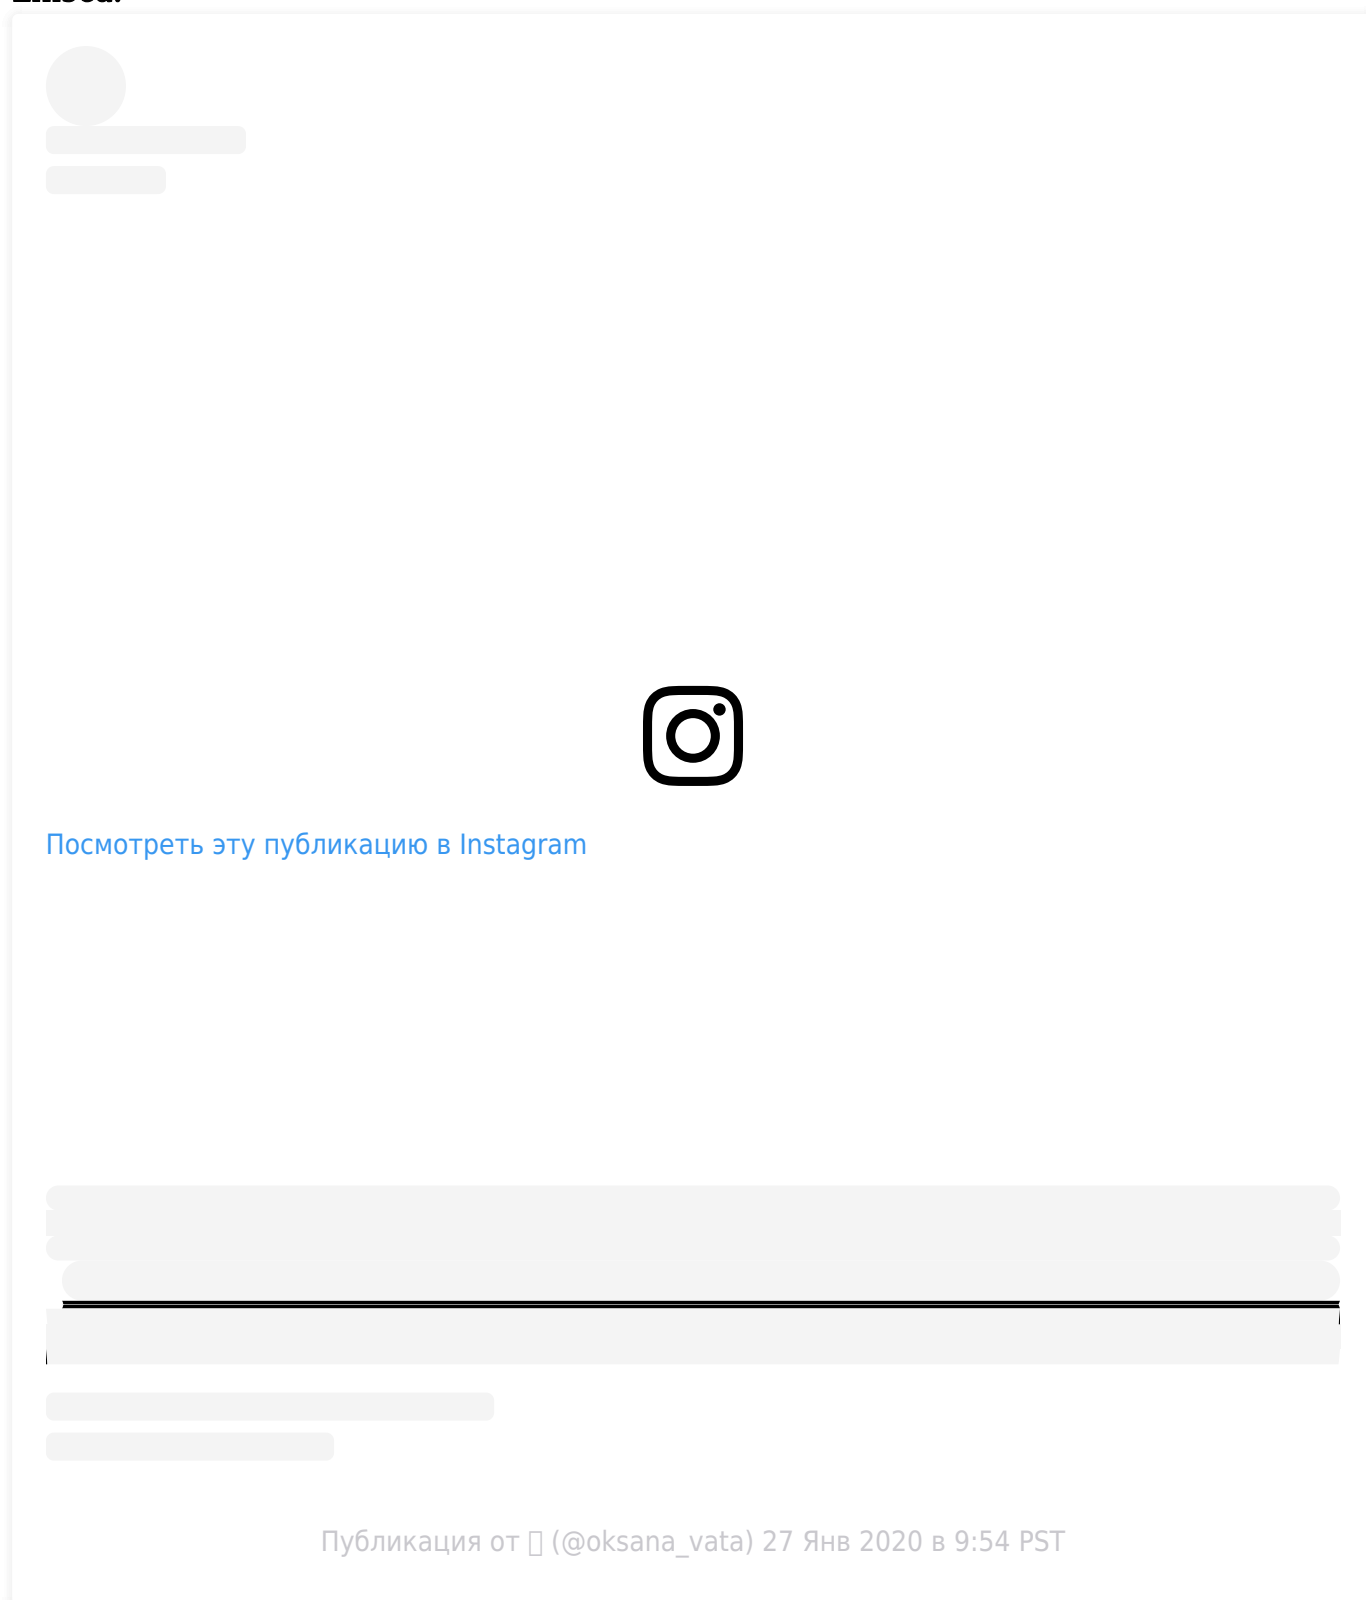 Посмотреть эту публикацию в Instagram
Публикация от (@oksana_vata) 27 Янв 2020 в 9:54 PST